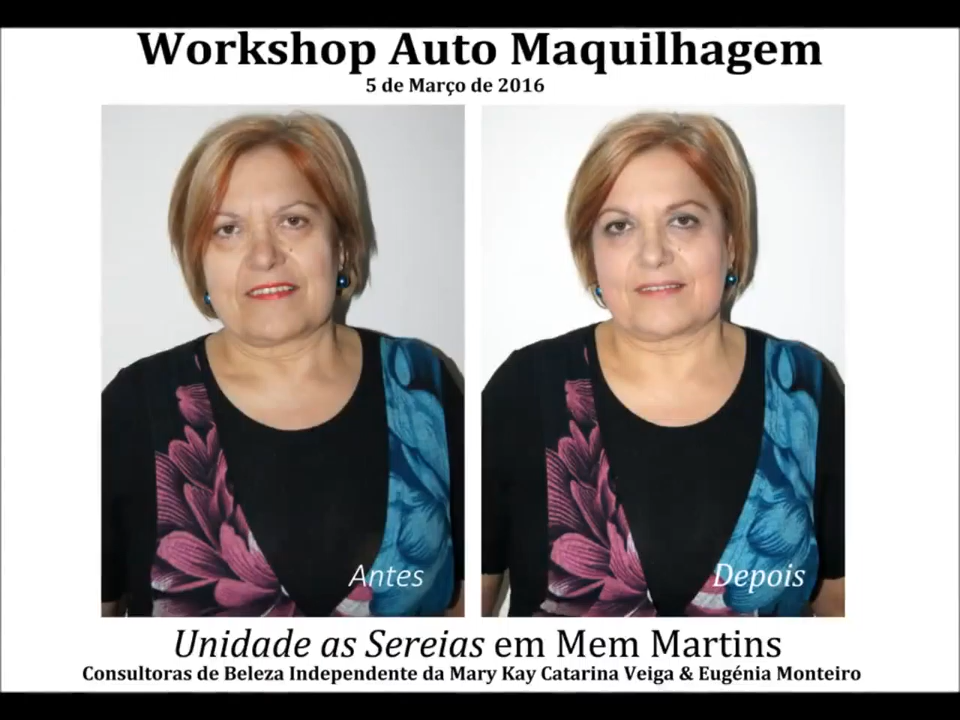 Workshop Auto Maquilhagem
5 de Março de 2016
Antes
Depois
Unidade as Sereias em Mem Martins
Consultoras de Beleza Independente da Mary Kay Catarina Veiga & Eugénia Monteiro